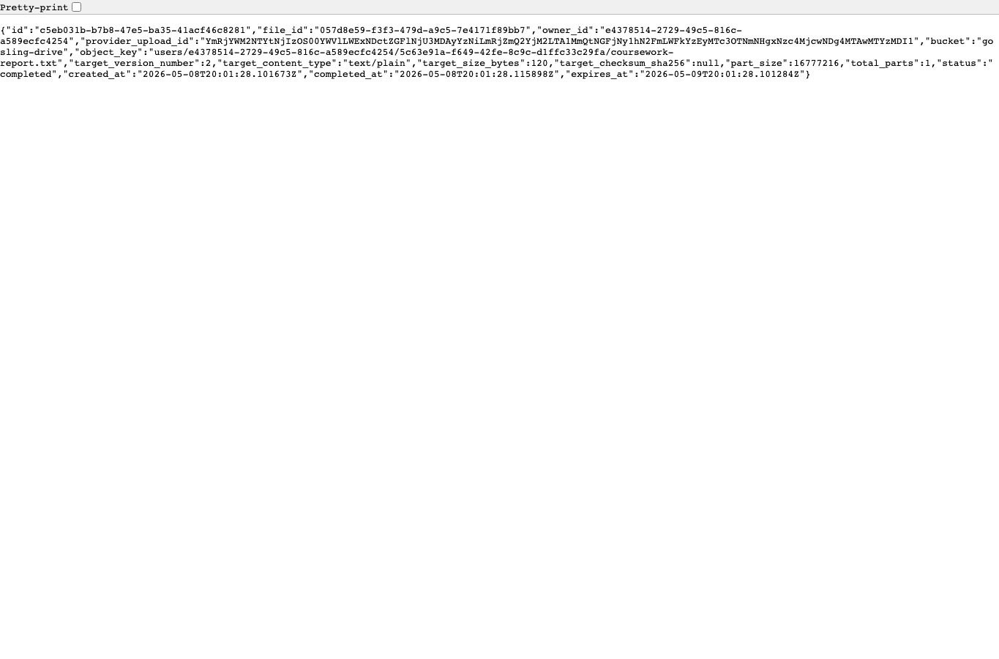 Pretty-print
{"id":"c5eb031b-b7b8-47e5-ba35-41acf46c8281","file_id":"057d8e59-f3f3-479d-a9c5-7e4171f89bb7","owner_id":"e4378514-2729-49c5-816c-
a589ecfc4254","provider_upload_id":"YmRjYWM2NTYtNjIzOS00YWVlLWExNDctZGFlNjU3MDAyYzNiLmRjZmQ2YjM2LTA1MmQtNGFjNy1hN2FmLWFkYzEyMTc3OTNmNHgxNzc4MjcwNDg4MTAwMTYzMDI1","bucket":"go
sling-drive","object_key":"users/e4378514-2729-49c5-816c-a589ecfc4254/5c63e91a-f649-42fe-8c9c-d1ffc33c29fa/coursework-
report.txt","target_version_number":2,"target_content_type":"text/plain","target_size_bytes":120,"target_checksum_sha256":null,"part_size":16777216,"total_parts":1,"status":"
completed","created_at":"2026-05-08T20:01:28.101673Z","completed_at":"2026-05-08T20:01:28.115898Z","expires_at":"2026-05-09T20:01:28.101284Z"}